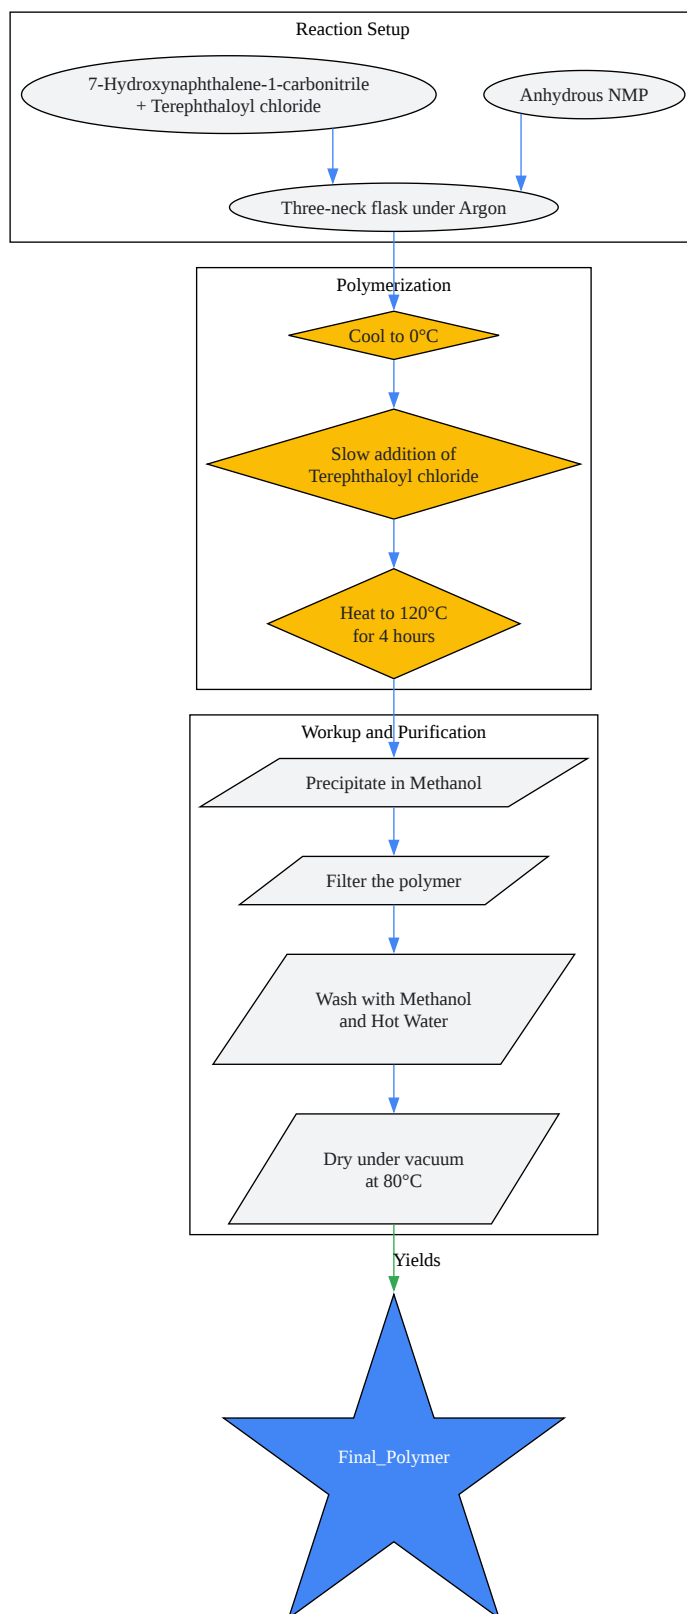 Reaction Setup
7-Hydroxynaphthalene-1-carbonitrile
+ Terephthaloyl chloride
Anhydrous NMP
Three-neck flask under Argon
Polymerization
Cool to 0°C
Slow addition of
Terephthaloyl chloride
Heat to 120°C
for 4 hours
Workup and Purification
Precipitate in Methanol
Filter the polymer
Wash with Methanol
and Hot Water
Dry under vacuum
at 80°C
Yields
Final_Polymer